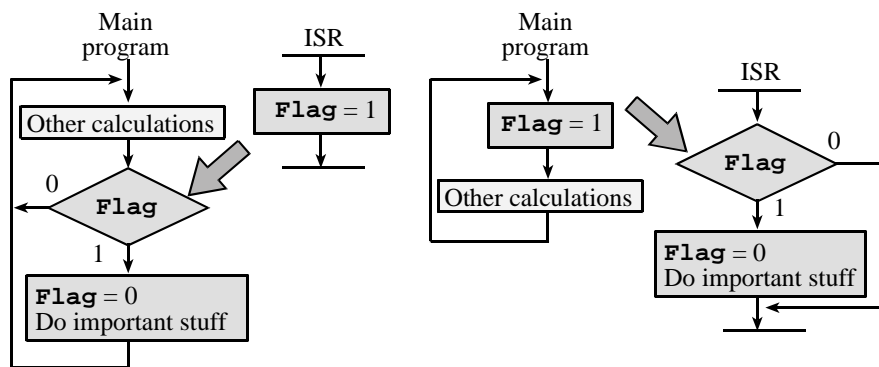 Main
program
Other calculations
0
Flag
1
Flag = 0
Do important stuff
ISR
Flag = 1
Main
program
Flag = 1
Other calculations
ISR
Flag
0
1
Flag = 0
Do important stuff